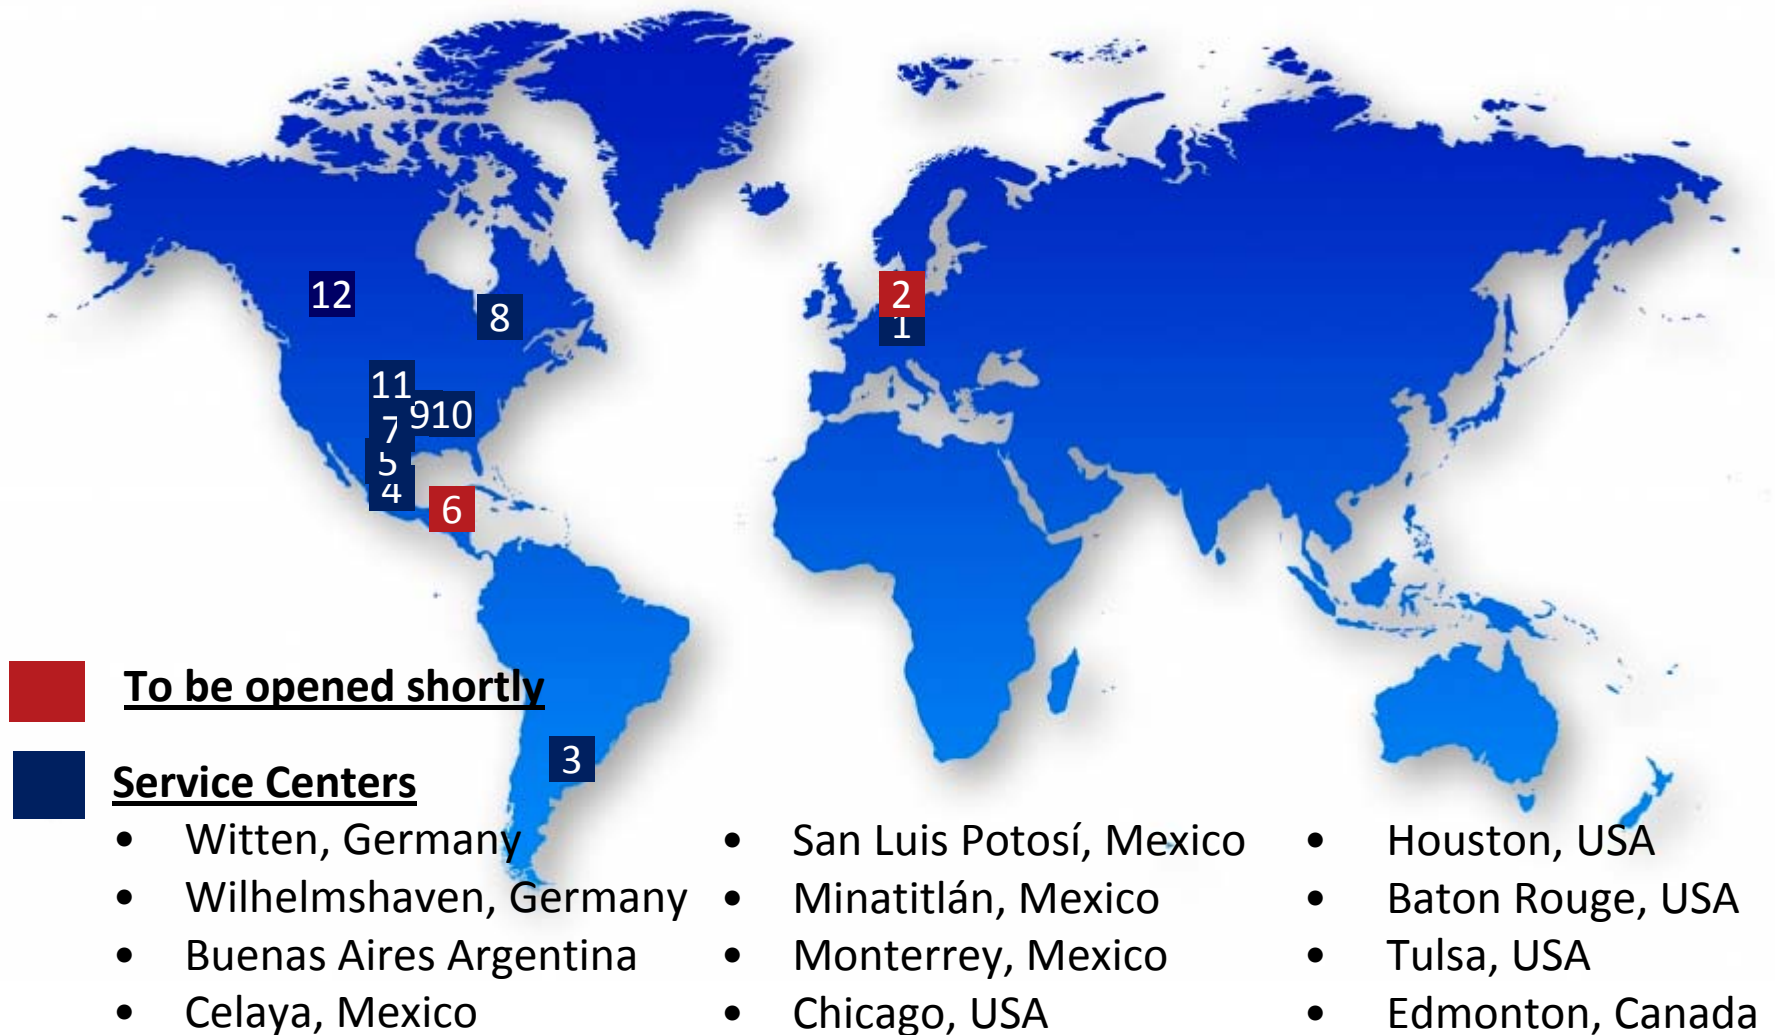 12
8
2
1
11
910
7
5
4
6
3
To be opened shortly
Service Centers
• Witten, Germany
• Wilhelmshaven, Germany
• Buenas Aires Argentina
• Celaya, Mexico
• San Luis Potosí, Mexico
• Minatitlán, Mexico
• Monterrey, Mexico
• Chicago, USA
• Houston, USA
• Baton Rouge, USA
• Tulsa, USA
• Edmonton, Canada